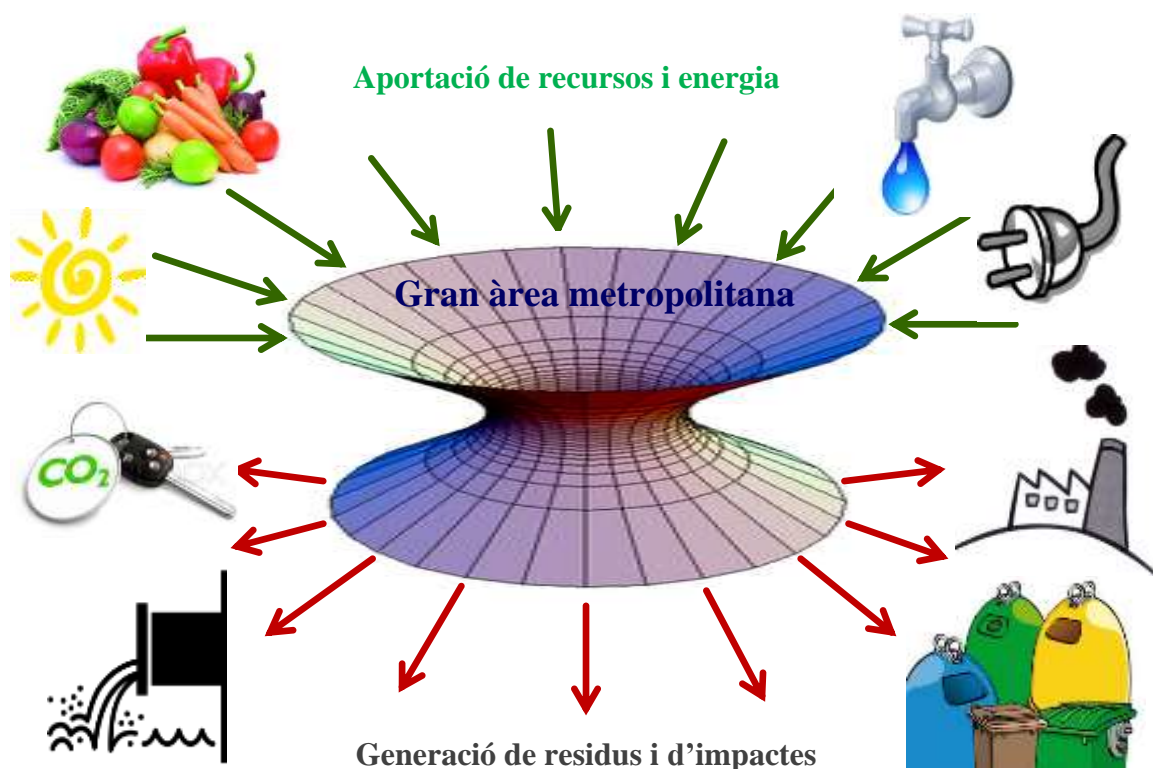 Aportació de recursos i energia
Gran àrea metropolitana
CO2
Generació de residus i d'impactes